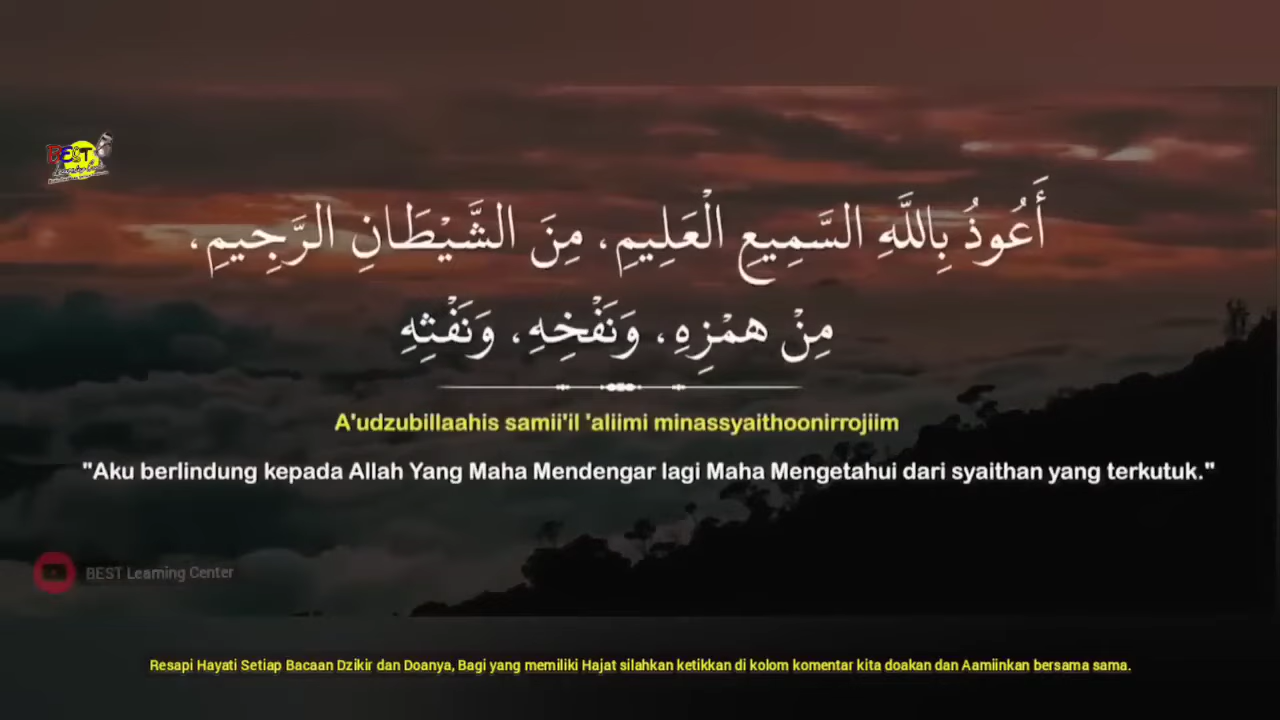 BEST
أَعُوذُ بِاللَّهِ السَّمِيعِ الْعَلِيمِ، مِنَ الشَّيْطَانِ الرَّجِيمِ،
مِنْ همْزِهِ، وَنَفْخِهِ، وَنَفْثِهِ
A'udzubillaahis samii'il 'aliimi minassyaithoonirrojiim
"Aku berlindung kepada Allah Yang Maha Mendengar lagi Maha Mengetahui dari syaithan yang terkutuk."
BEST Learning Center
Resapi Hayati Setiap Bacaan Dzikir dan Doanya, Bagi yang memiliki Hajat silahkan ketikkan di kolom komentar kita doakan dan Aamiinkan bersama sama.